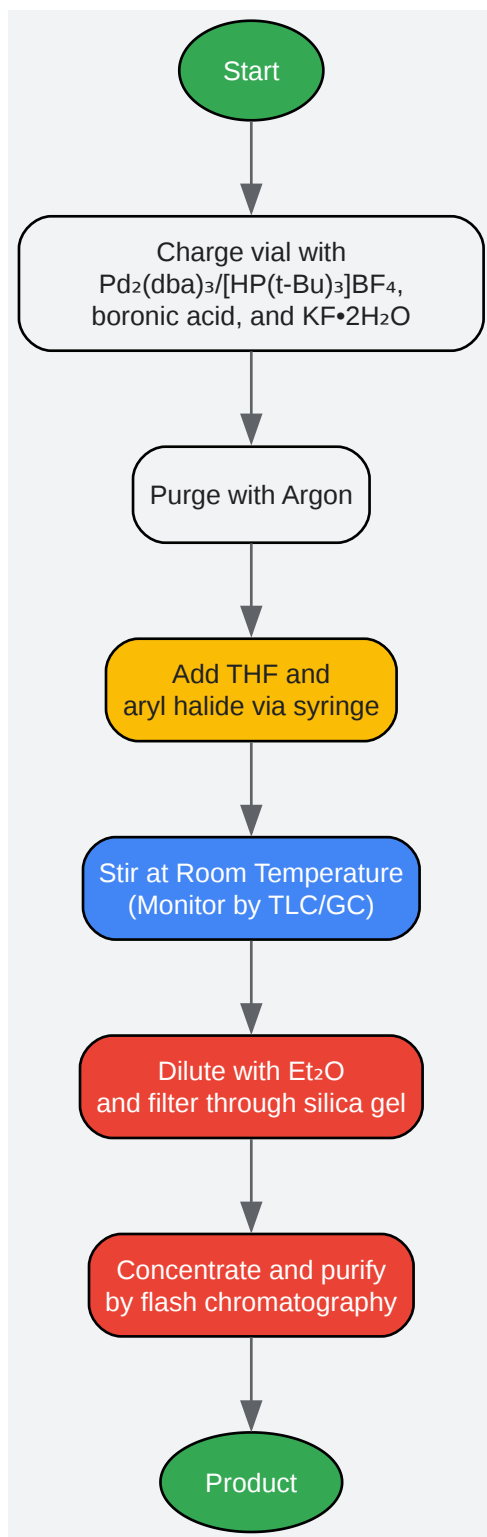 Start
Charge vial with
Pd₂(dba)₃/[HP(t-Bu)₃]BF₄,
boronic acid, and KF•2H₂O
Purge with Argon
Add THF and
aryl halide via syringe
Stir at Room Temperature
(Monitor by TLC/GC)
Dilute with Et₂O
and filter through silica gel
Concentrate and purify
by flash chromatography
Product